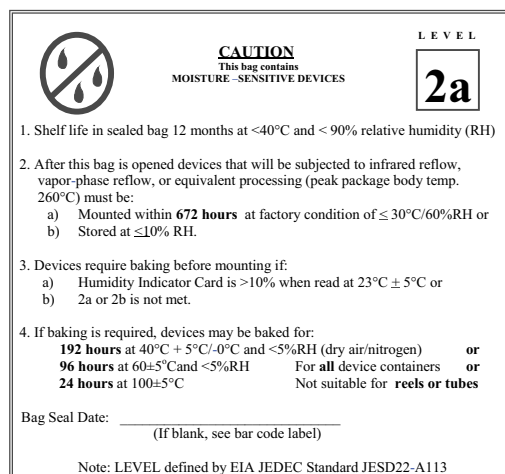 LEVEL
CAUTION
This bag contains
MOISTURE –SENSITIVE DEVICES
2a
1. Shelf life in sealed bag 12 months at <40°C and < 90% relative humidity (RH)
2. After this bag is opened devices that will be subjected to infrared reflow,
vapor-phase reflow, or equivalent processing (peak package body temp.
260°C) must be:
a) Mounted within 672 hours at factory condition of ≤ 30°C/60%RH or
b) Stored at ≤10% RH.
3. Devices require baking before mounting if:
a) Humidity Indicator Card is >10% when read at 23°C ± 5°C or
b) 2a or 2b is not met.
4. If baking is required, devices may be baked for:
192 hours at 40°C + 5°C/-0°C and <5%RH (dry air/nitrogen) or
96 hours at 60±5°Cand <5%RH For all device containers or
24 hours at 100±5°C Not suitable for reels or tubes
Bag Seal Date: ______________________________
(If blank, see bar code label)
Note: LEVEL defined by EIA JEDEC Standard JESD22-A113